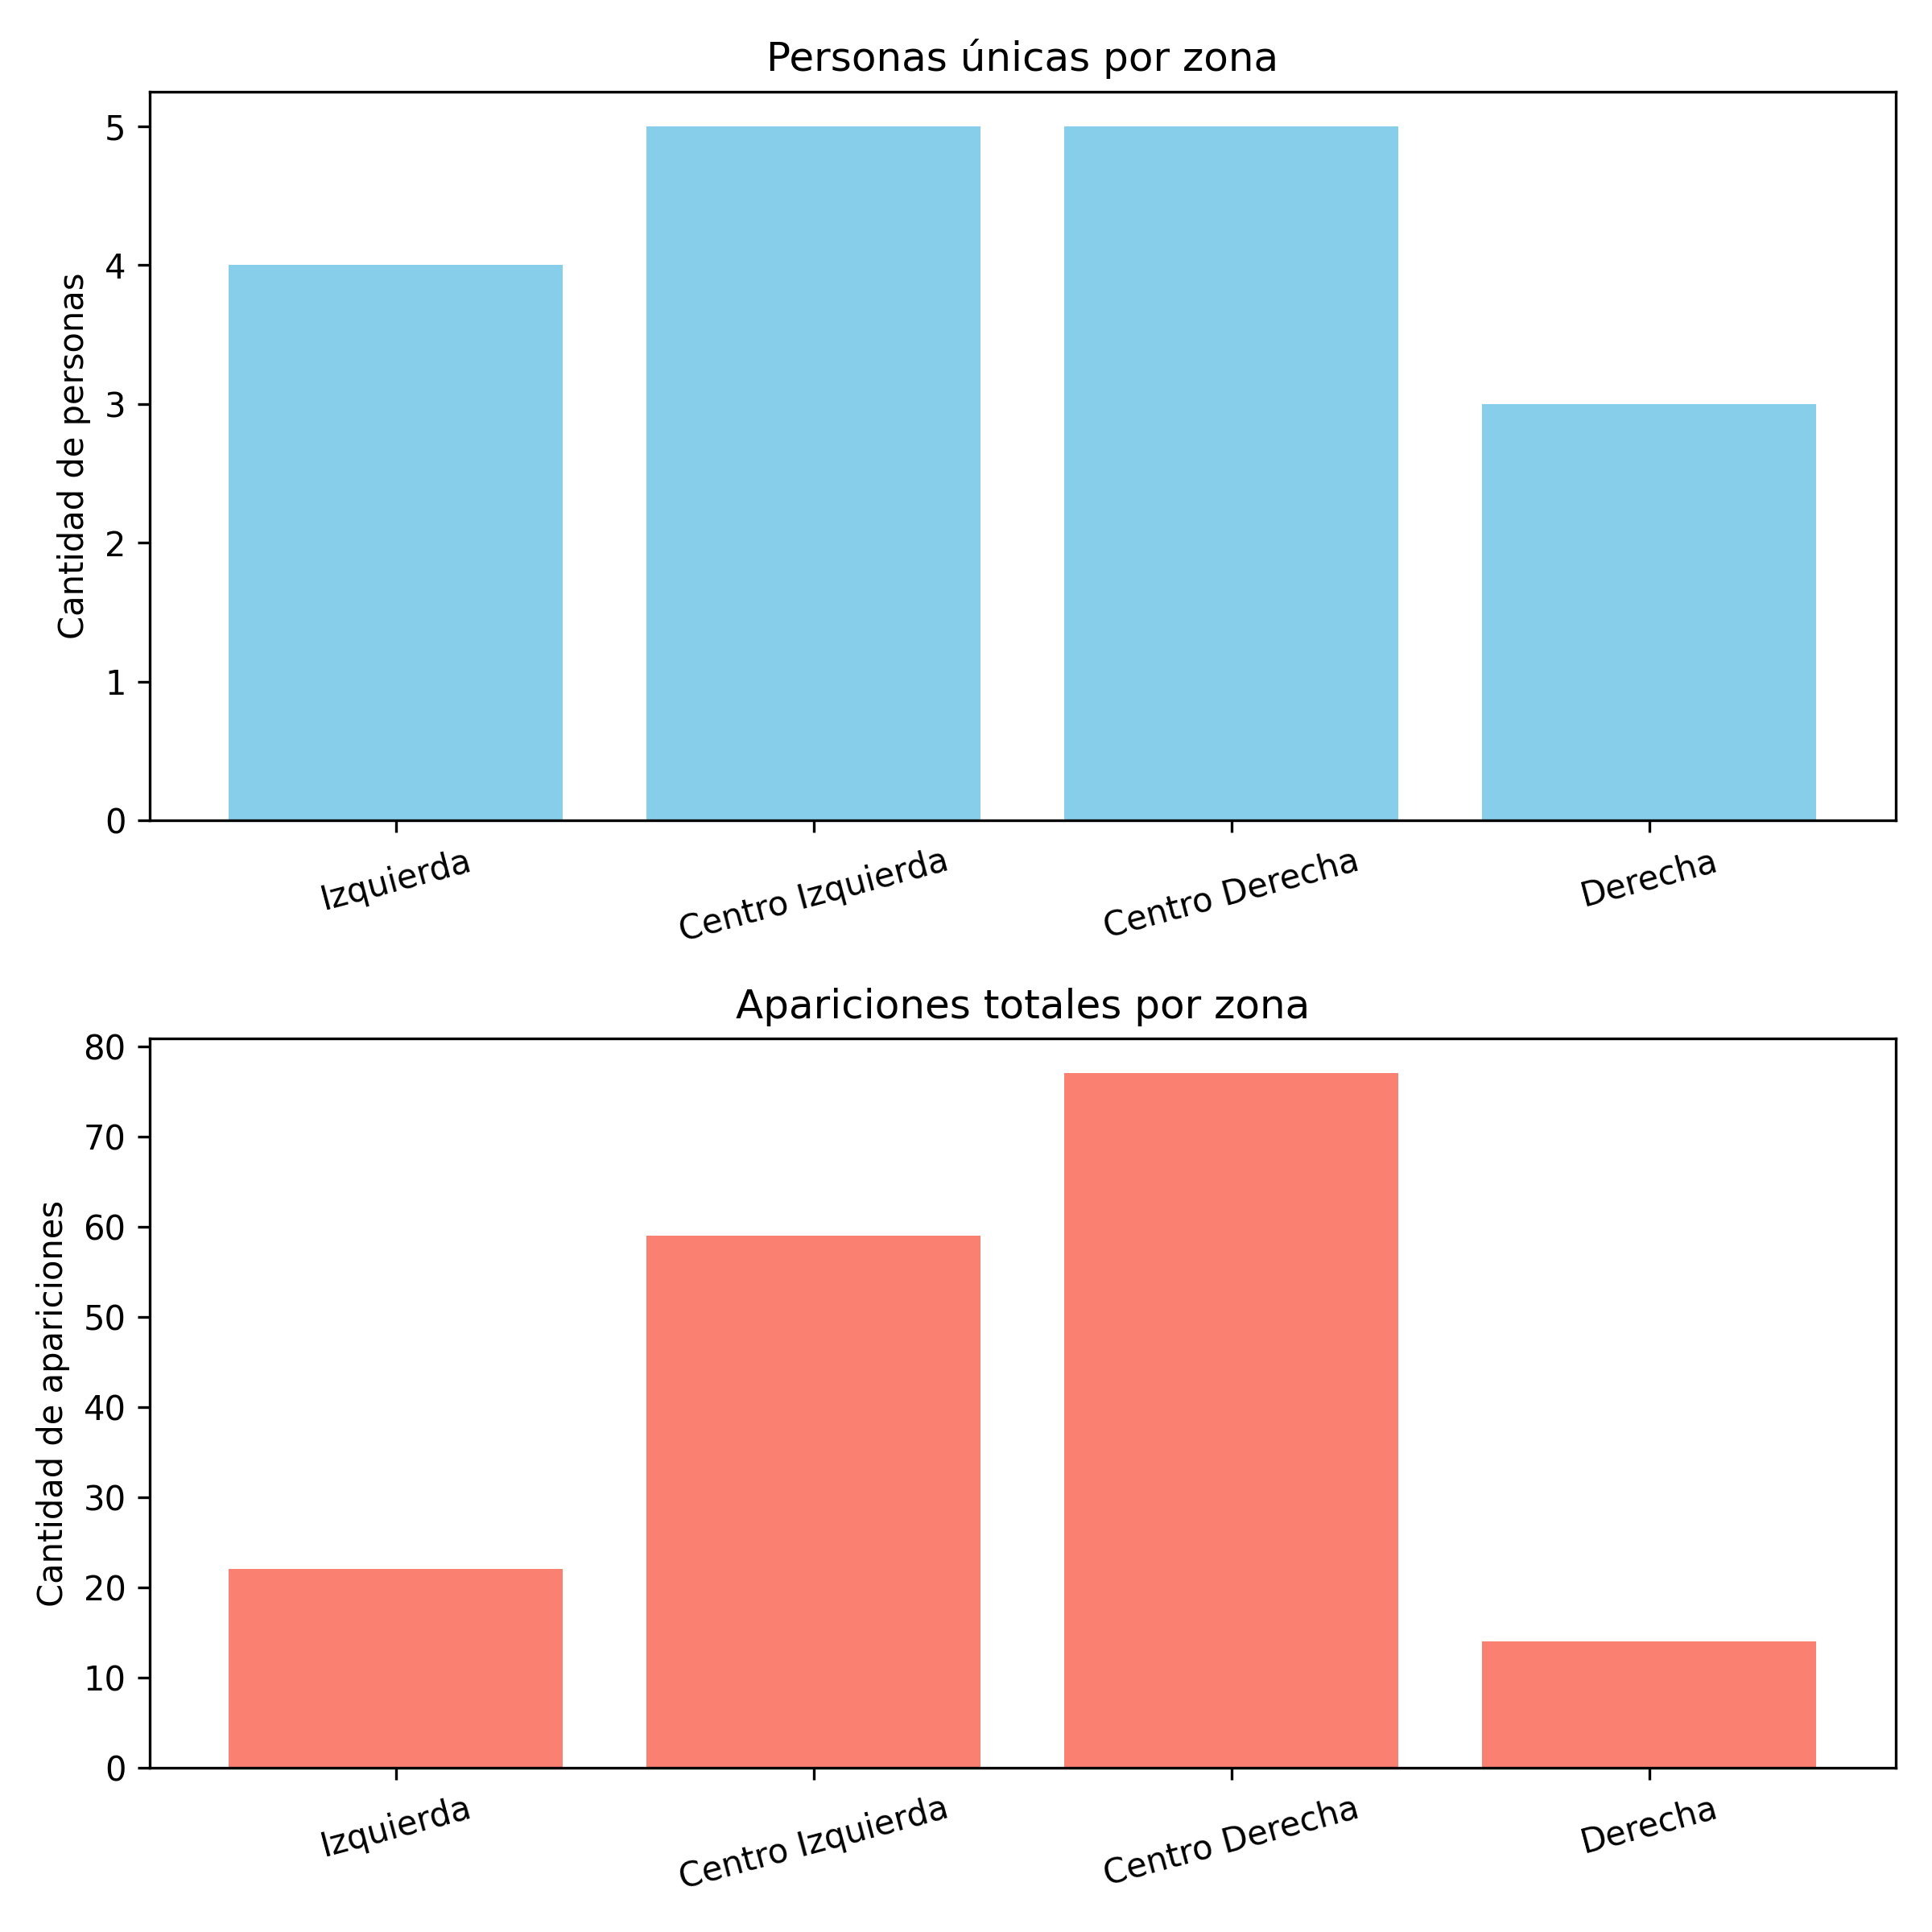 Personas únicas por zona
Cantidad de personas
5
4
3
2
1
0
Izquierda
Centro Izquierda
Centro Derecha
Derecha
Apariciones totales por zona
Cantidad de apariciones
80
70
60
50
40
30
20
10
0
Izquierda
Centro Izquierda
Centro Derecha
Derecha